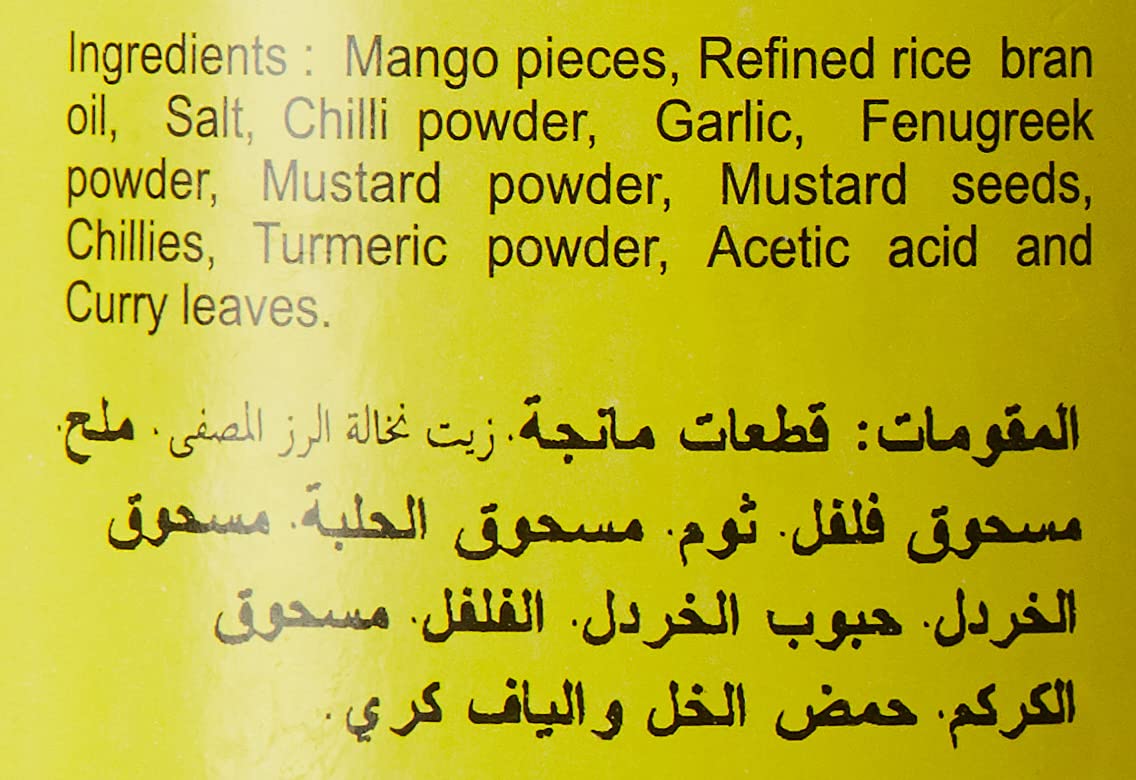 Ingredients : Mango pieces, Refined rice bran
oil, Salt, Chilli powder, Garlic, Fenugreek
powder, Mustard powder, Mustard seeds,
Chillies, Turmeric powder, Acetic acid and
Curry leaves.
المقومات: قطعات مانجة. زيت نخالة الرز المصفى. ملح.
مسحوق فلفل. ثوم. مسحوق الحلبة. مسحوق
الخردل. حبوب الخردل. الفلفل. مسحوق
الكركم. حمض الخل والياف كري.